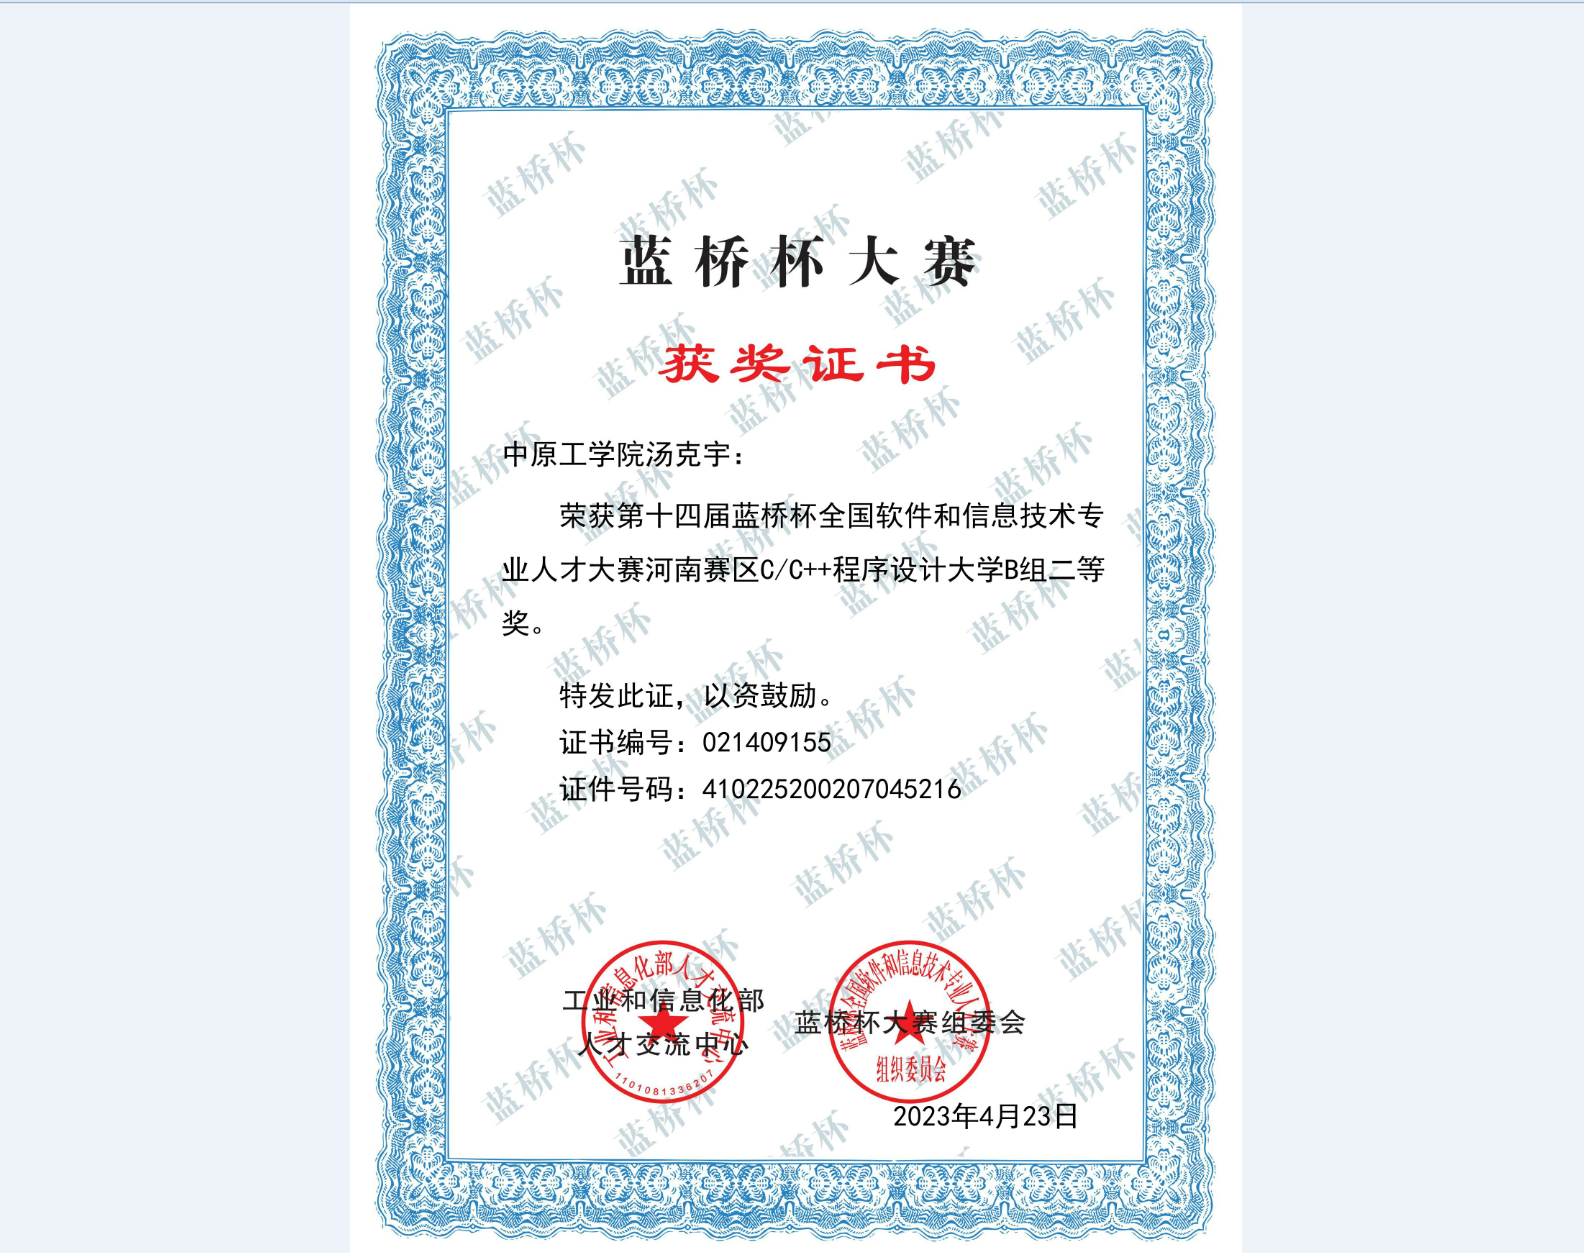 蓝桥杯大赛
获奖证书
中原工学院汤克宇：
荣获第十四届蓝桥杯全国软件和信息技术专
业人才大赛河南赛区C/C++程序设计大学B组二等
奖。
特发此证，以资鼓励。
证书编号：021409155
证件号码：410225200207045216
工业和信息化部
人才交流中心
工业和信息化部人才交流中心
1101081336207
蓝桥杯大赛组委会
蓝桥杯全国软件和信息技术专业人才大赛
组织委员会
2023年4月23日
蓝桥杯